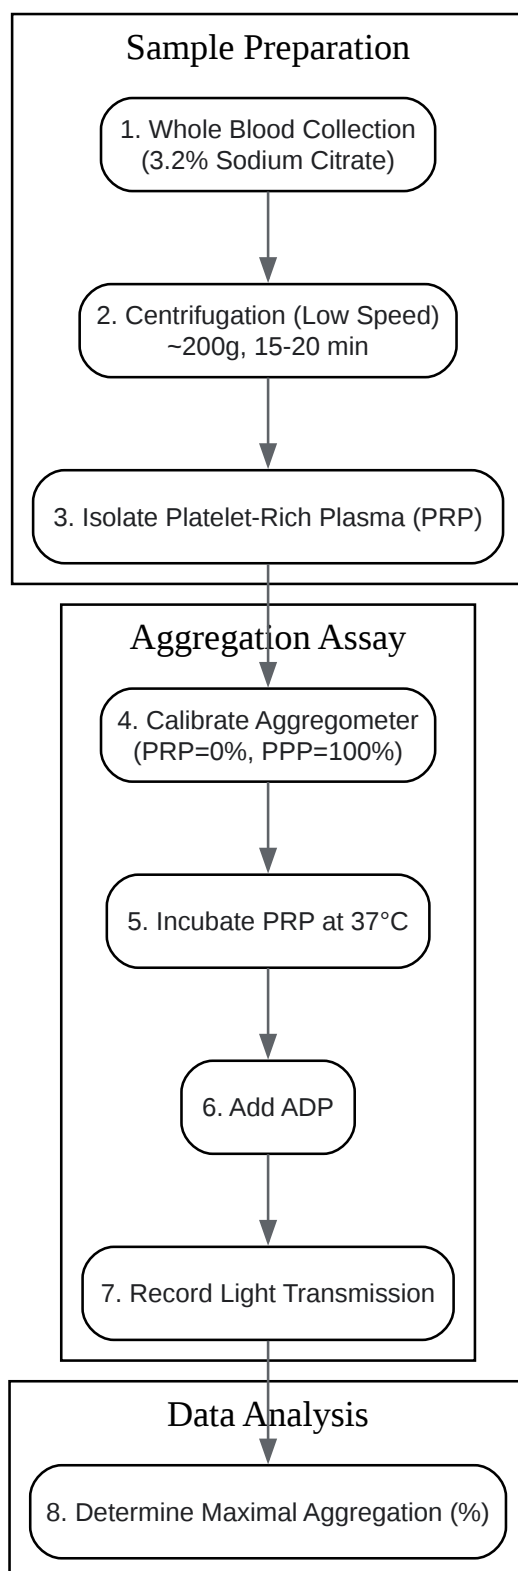 Sample Preparation
1. Whole Blood Collection
(3.2% Sodium Citrate)
2. Centrifugation (Low Speed)
~200g, 15-20 min
3. Isolate Platelet-Rich Plasma (PRP)
Aggregation Assay
4. Calibrate Aggregometer
(PRP=0%, PPP=100%)
5. Incubate PRP at 37°C
6. Add ADP
7. Record Light Transmission
Data Analysis
8. Determine Maximal Aggregation (%)